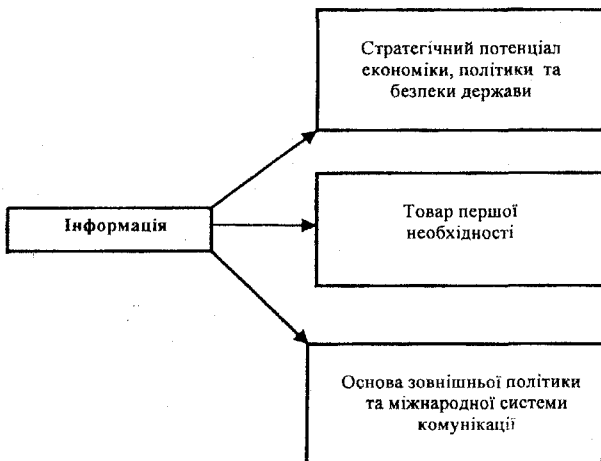 Стратегічний потенціал
економіки, політики та
безпеки держави
Інформація
Товар першої
необхідності
Основа зовнішньої політики
та міжнародної системи
комунікації